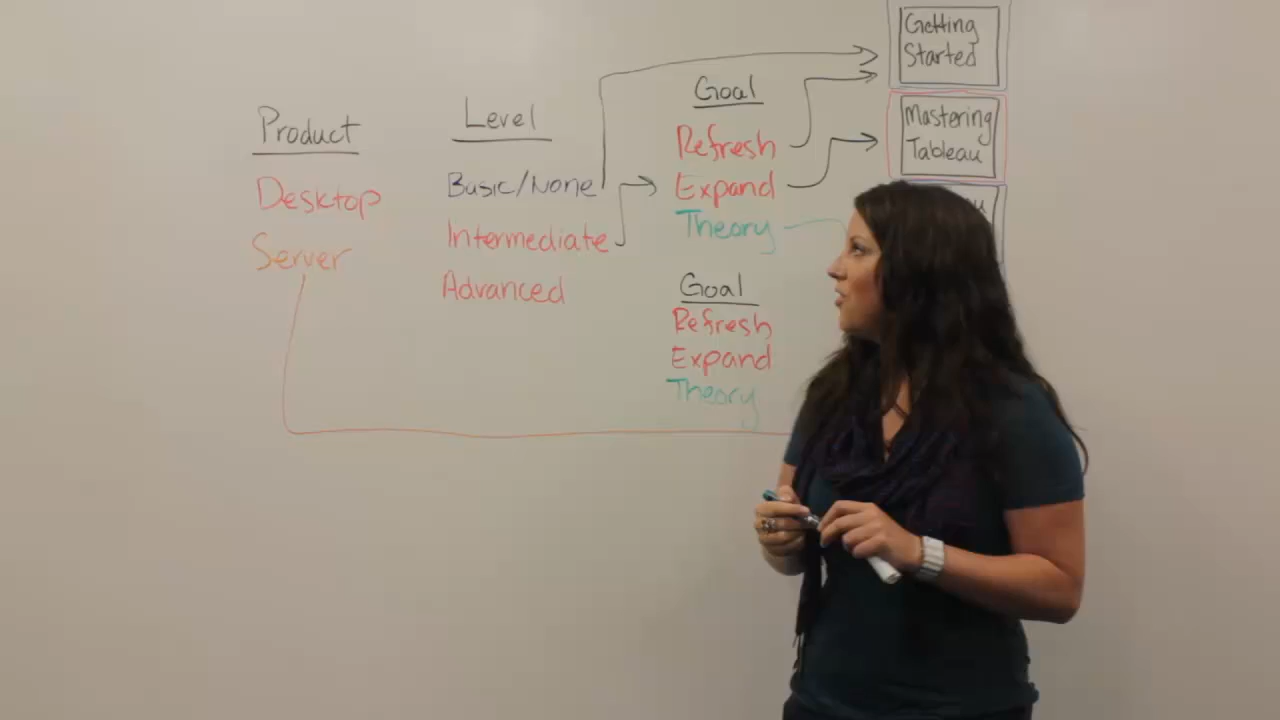 Product
Desktop
Server
Level
Basic/None
Intermediate
Advanced
Goal
Refresh
Expand
Theory
Goal
Refresh
Expand
Theory
Getting
Started
Mastering
Tableau